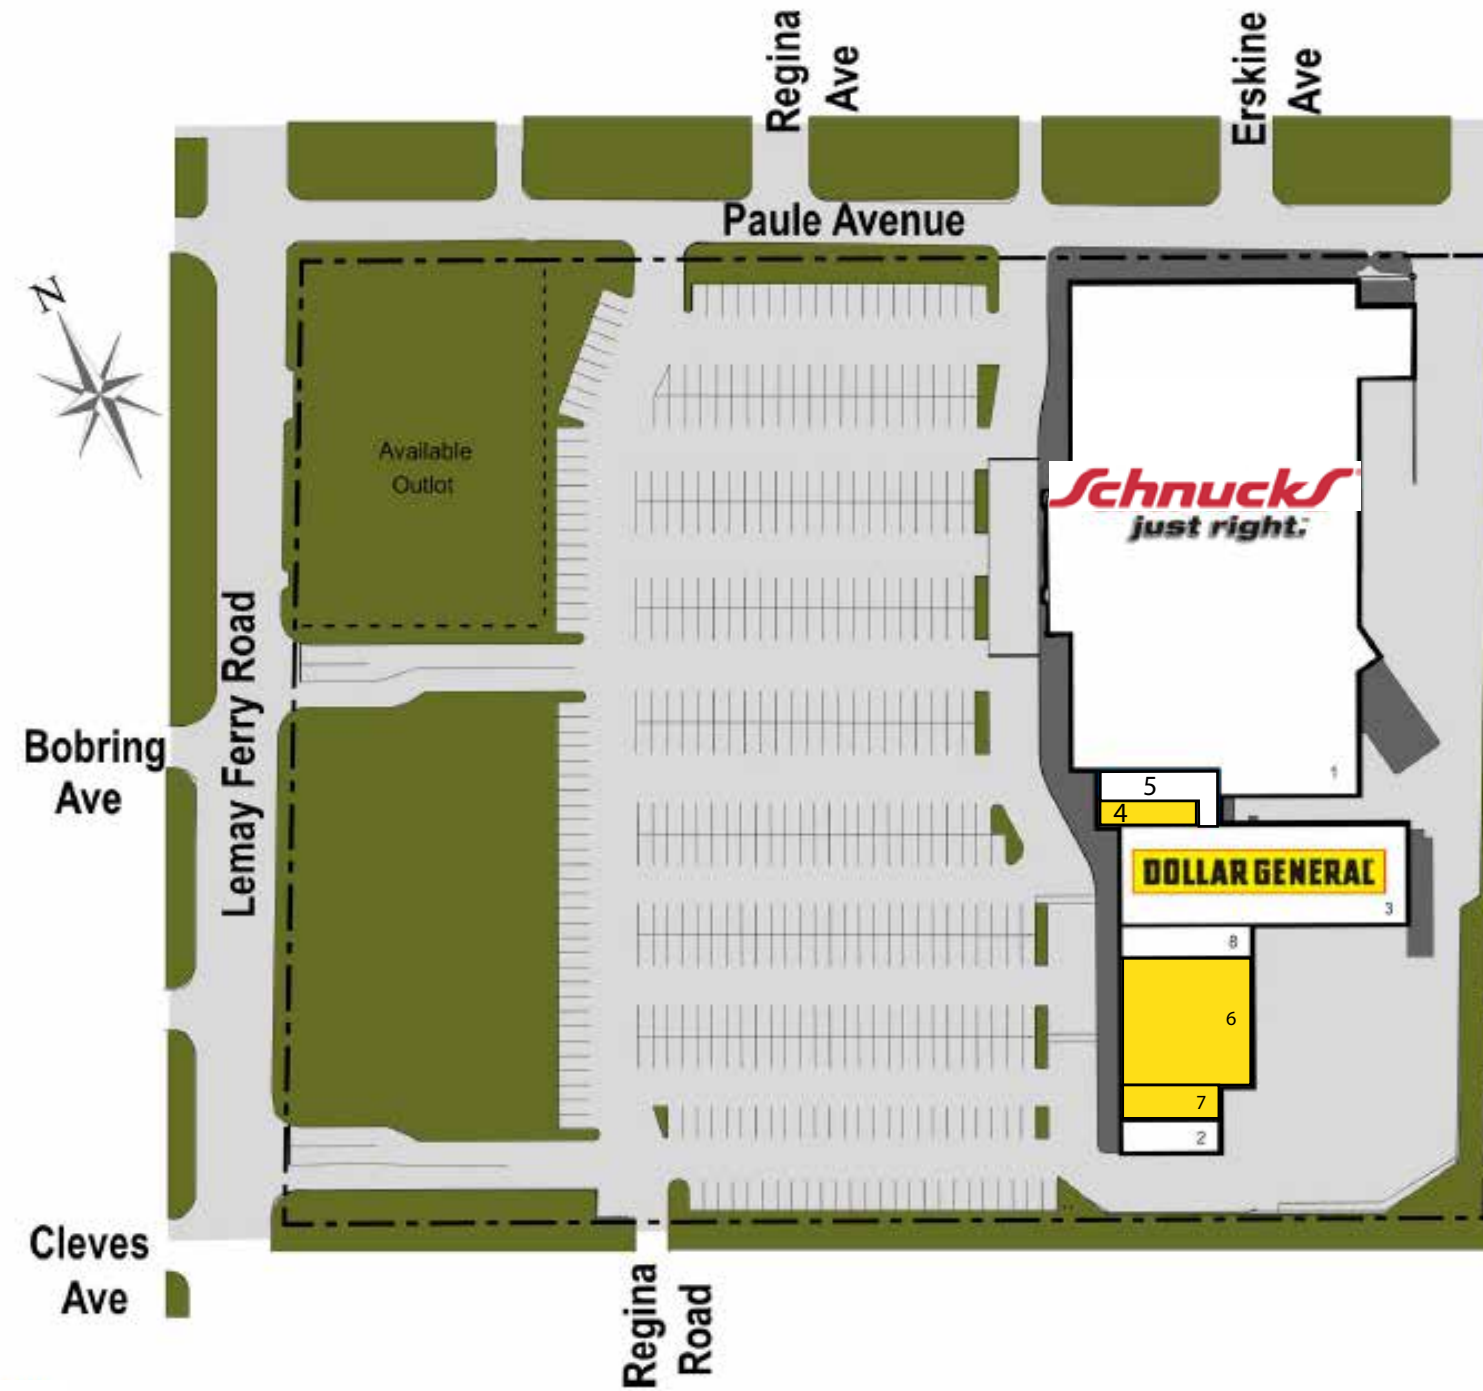 Regina
Ave
Erskine
Ave
Paule Avenue
N
Available
Outlot
Schnucks
just right.
Lemay Ferry Road
Bobring
Ave
1
5
4
DOLLAR GENERAL
3
8
6
7
2
Cleves
Ave
Regina
Road